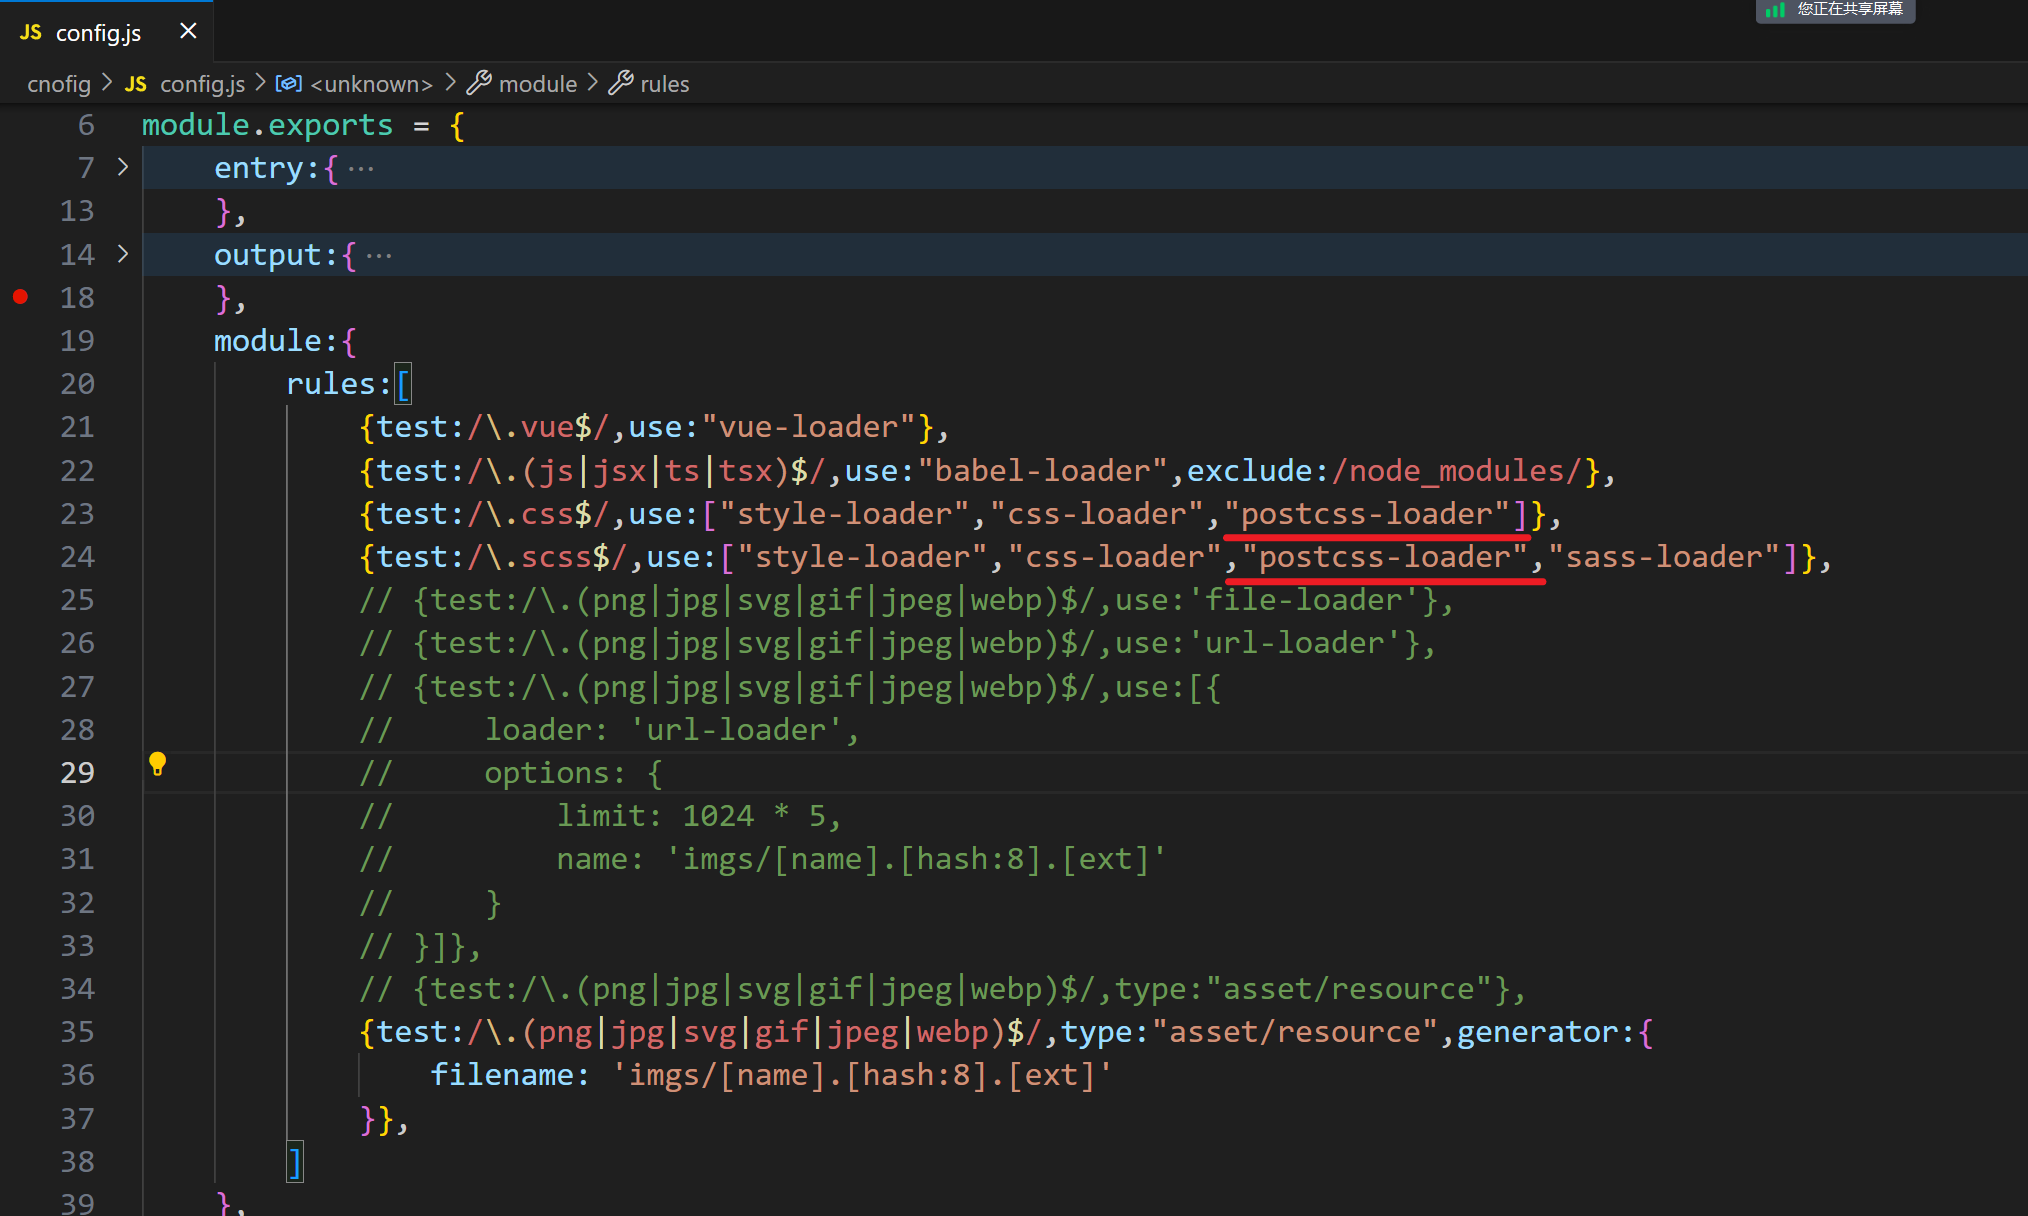 JS config.js
您正在共享屏幕
cnofig > JS config.js > <unknown> > module > rules
6 module.exports = {
7 entry:{ ···
13 },
14 output:{ ···
18 },
19 module:{
20 rules:[
21 {test:/\.vue$/,use:"vue-loader"},
22 {test:/\.(js|jsx|ts|tsx)$/,use:"babel-loader",exclude:/node_modules/},
23 {test:/\.css$/,use:["style-loader","css-loader","postcss-loader"]},
24 {test:/\.scss$/,use:["style-loader","css-loader","postcss-loader","sass-loader"]},
25 // {test:/\.(png|jpg|svg|gif|jpeg|webp)$/,use:'file-loader'},
26 // {test:/\.(png|jpg|svg|gif|jpeg|webp)$/,use:'url-loader'},
27 // {test:/\.(png|jpg|svg|gif|jpeg|webp)$/,use:[{
28 // loader: 'url-loader',
29 // options: {
30 // limit: 1024 * 5,
31 // name: 'imgs/[name].[hash:8].[ext]'
32 // }
33 // }]},
34 // {test:/\.(png|jpg|svg|gif|jpeg|webp)$/,type:"asset/resource"},
35 {test:/\.(png|jpg|svg|gif|jpeg|webp)$/,type:"asset/resource",generator:{
36 filename: 'imgs/[name].[hash:8].[ext]'
37 }},
38 ]
39 },